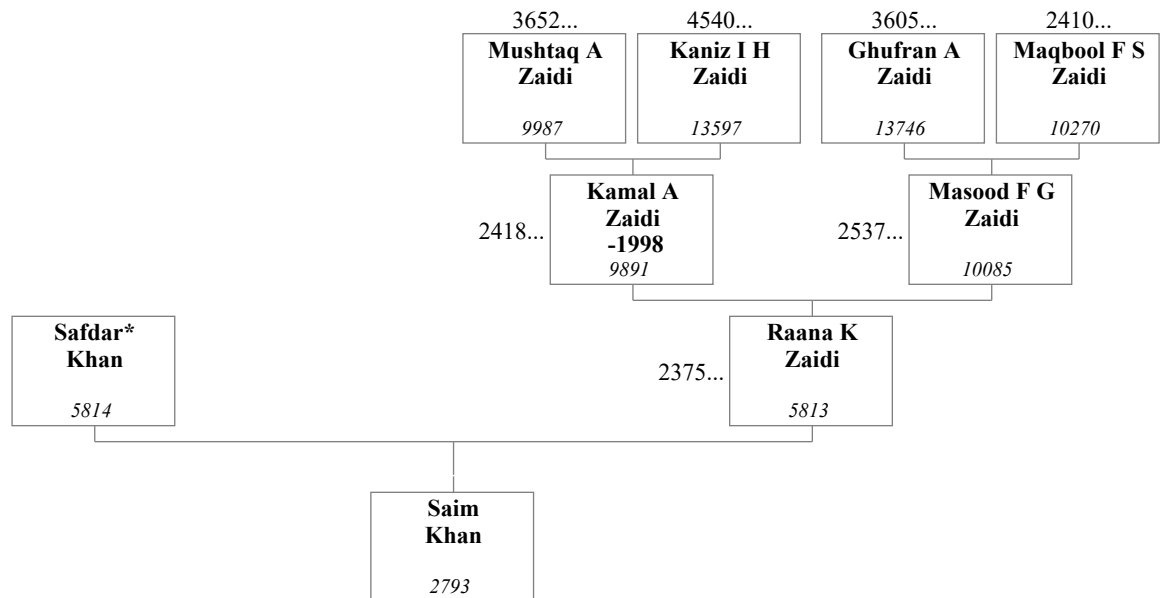 3652...
4540...
3605...
2410...
Mushtaq A
Zaidi
9987
Kaniz I H
Zaidi
13597
Ghufran A
Zaidi
13746
Maqbool F S
Zaidi
10270
2418...
Kamal A
Zaidi
-1998
9891
2537...
Masood F G
Zaidi
10085
Safdar*
Khan
5814
2375...
Raana K
Zaidi
5813
Saim
Khan
2793